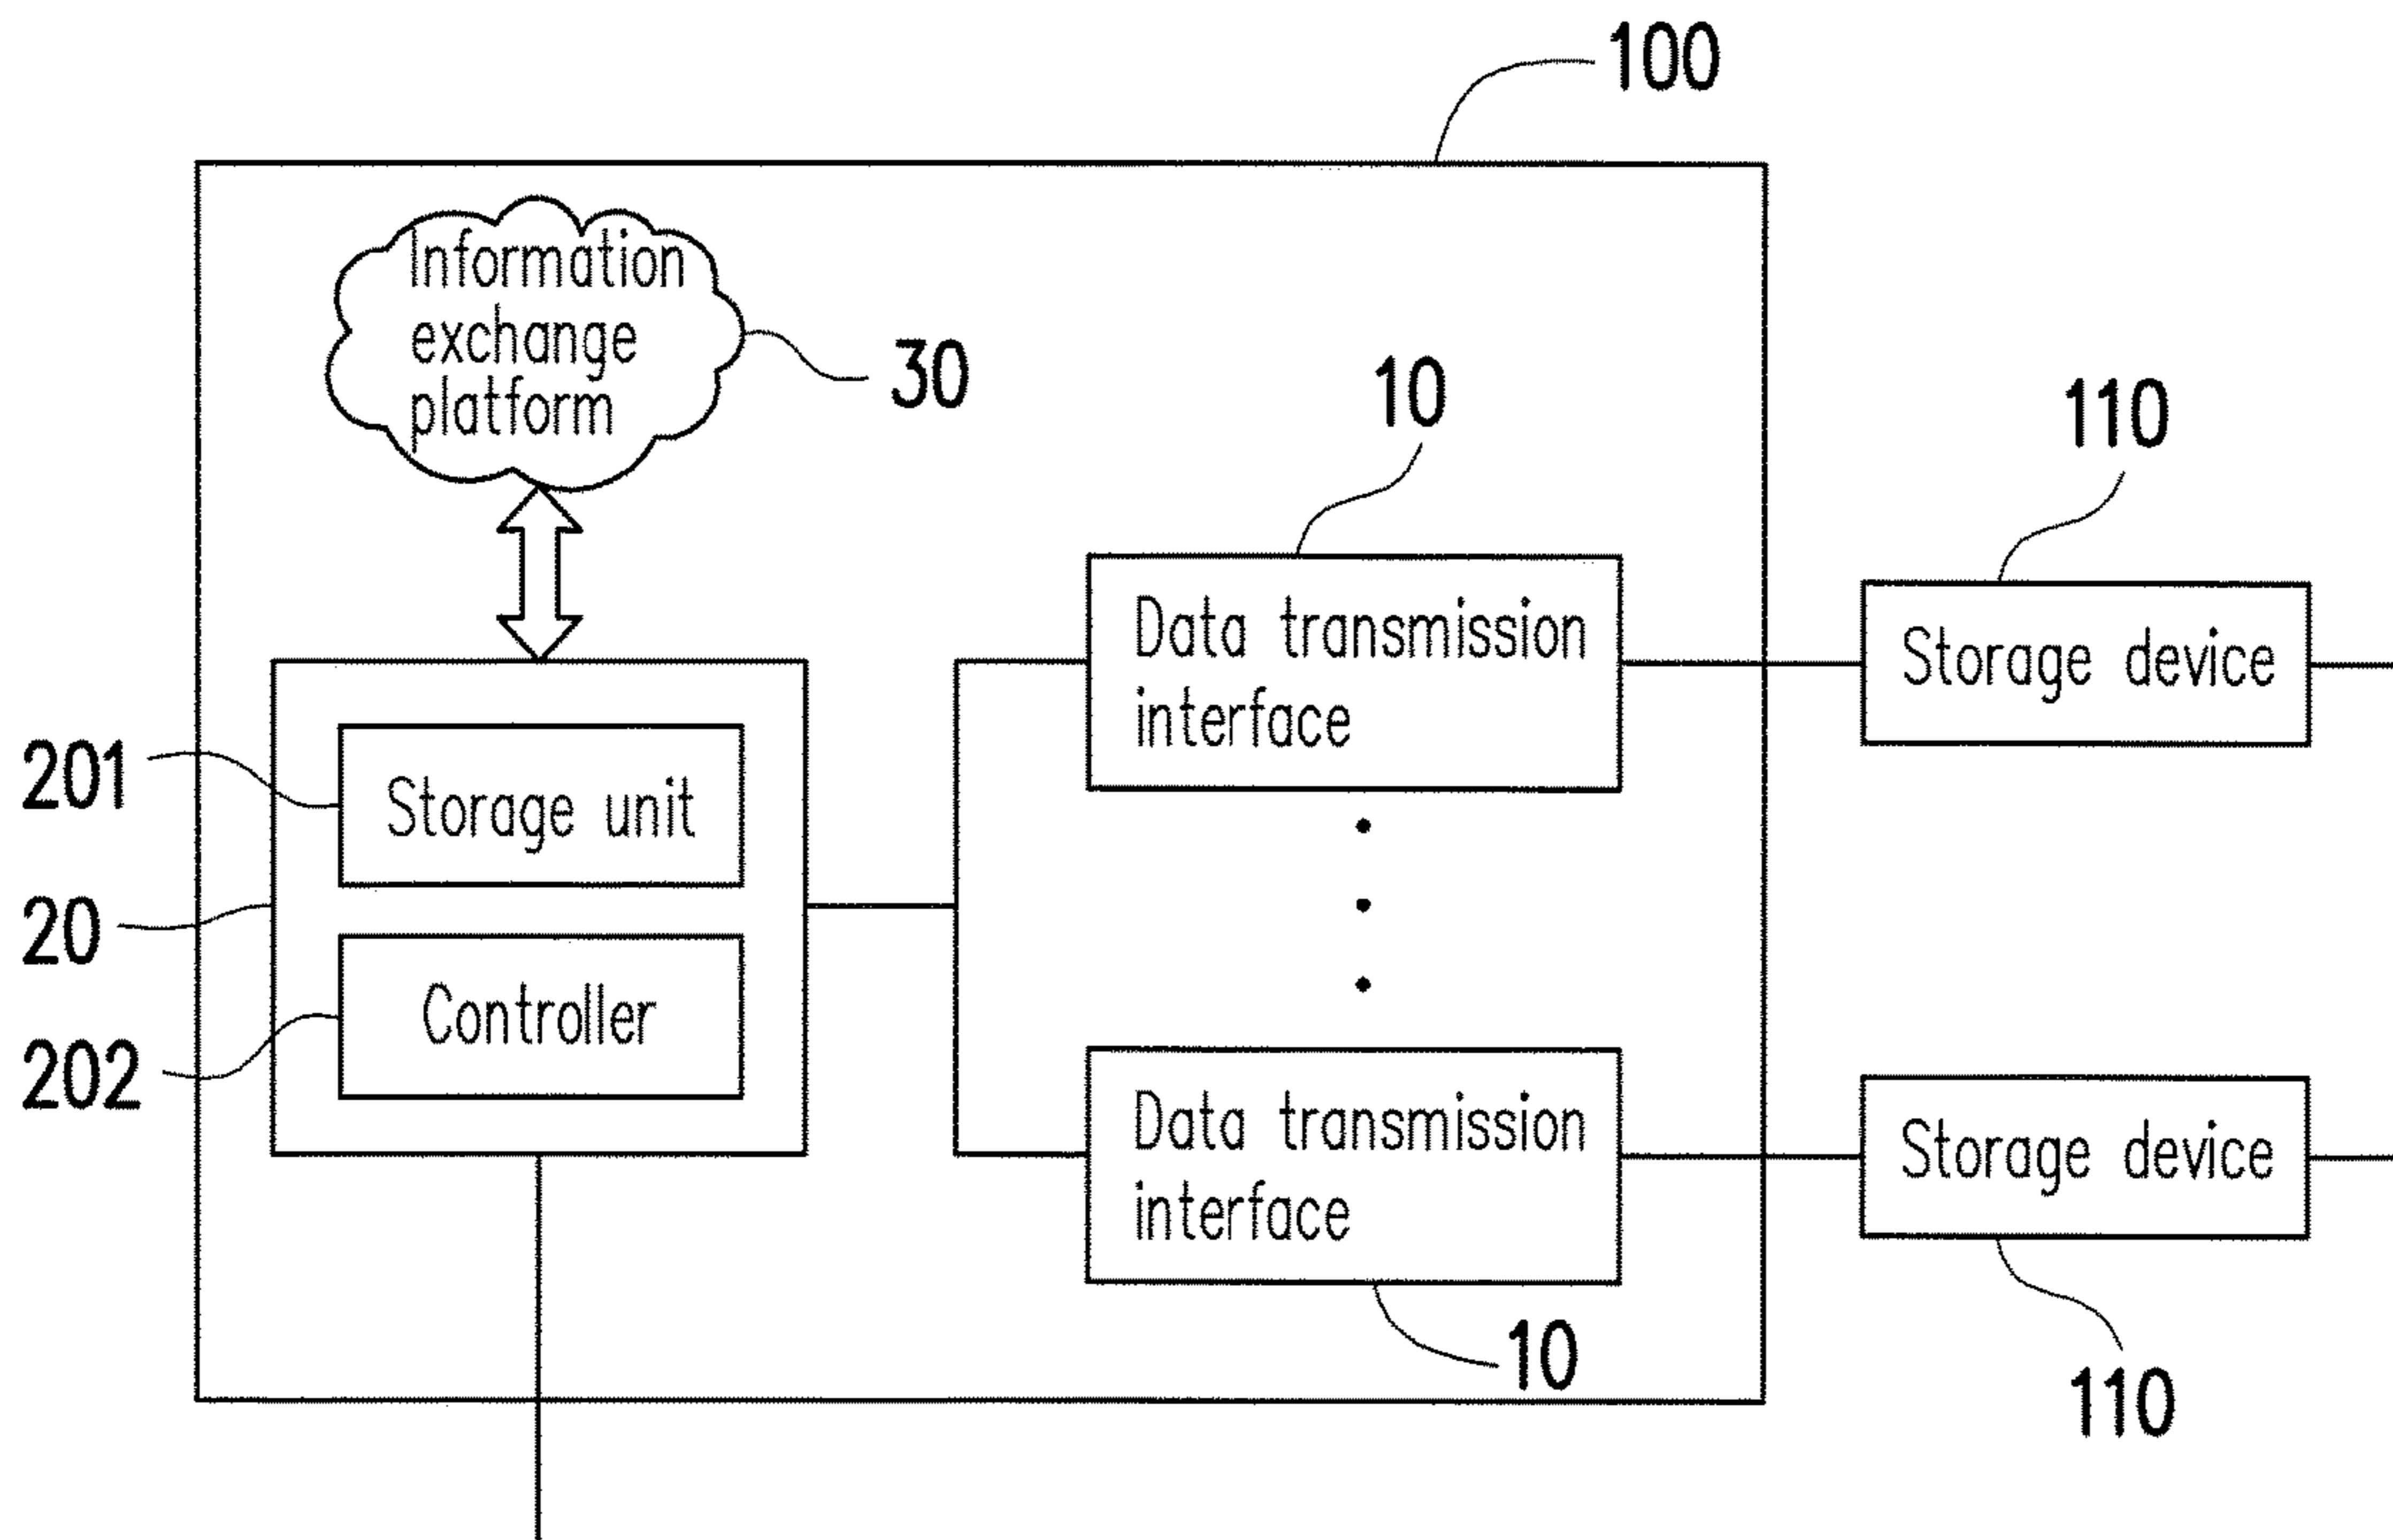 100
Information
exchange
platform
30
10
110
Data transmission
interface
Storage device
201
Storage unit
20
202
Controller
Data transmission
interface
Storage device
10
110